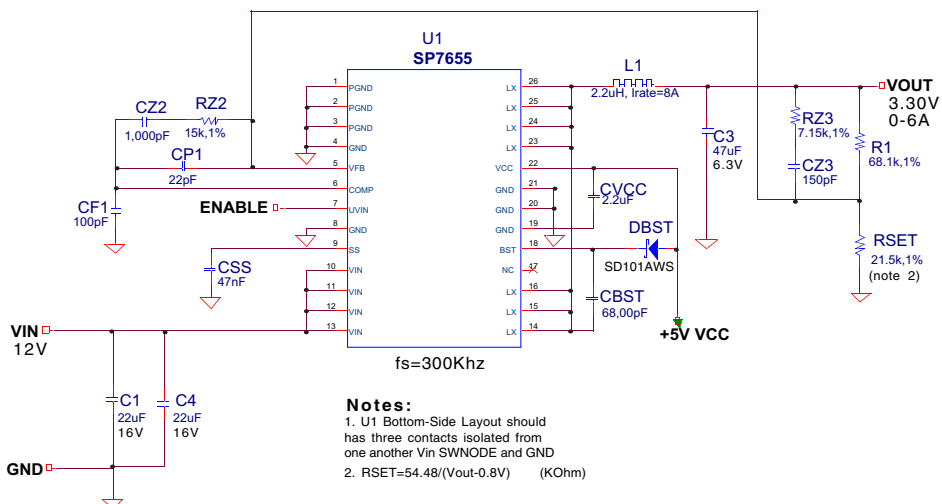 U1
SP7655
L1
2.2uH, Irate=8A
VOUT
3.30V
0-6A
CZ2
1,000pF
RZ2
15k,1%
CP1
22pF
CF1
100pF
ENABLE
CSS
47nF
VIN
12V
GND
C1
22uF
16V
C4
22uF
16V
1 PGND
2 PGND
3 PGND
4 GND
5 VFB
6 COMP
7 UVIN
8 GND
9 SS
10 VIN
11 VIN
12 VIN
13 VIN
LX 26
LX 25
LX 24
LX 23
VCC 22
GND 21
GND 20
GND 19
BST 18
NC 17
LX 16
LX 15
LX 14
fs=300Khz
CVCC
2.2uF
DBST
SD101AWS
CBST
68,00pF
+5V VCC
C3
47uF
6.3V
RZ3
7.15k,1%
CZ3
150pF
R1
68.1k,1%
RSET
21.5k,1%
(note 2)
Notes:
1. U1 Bottom-Side Layout should
has three contacts isolated from
one another Vin SWNODE and GND
2. RSET=54.48/(Vout-0.8V) (KOhm)